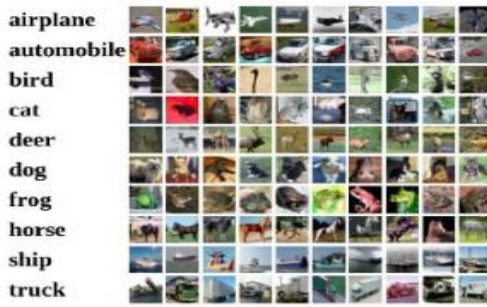 airplane
automobile
bird
cat
deer
dog
frog
horse
ship
truck